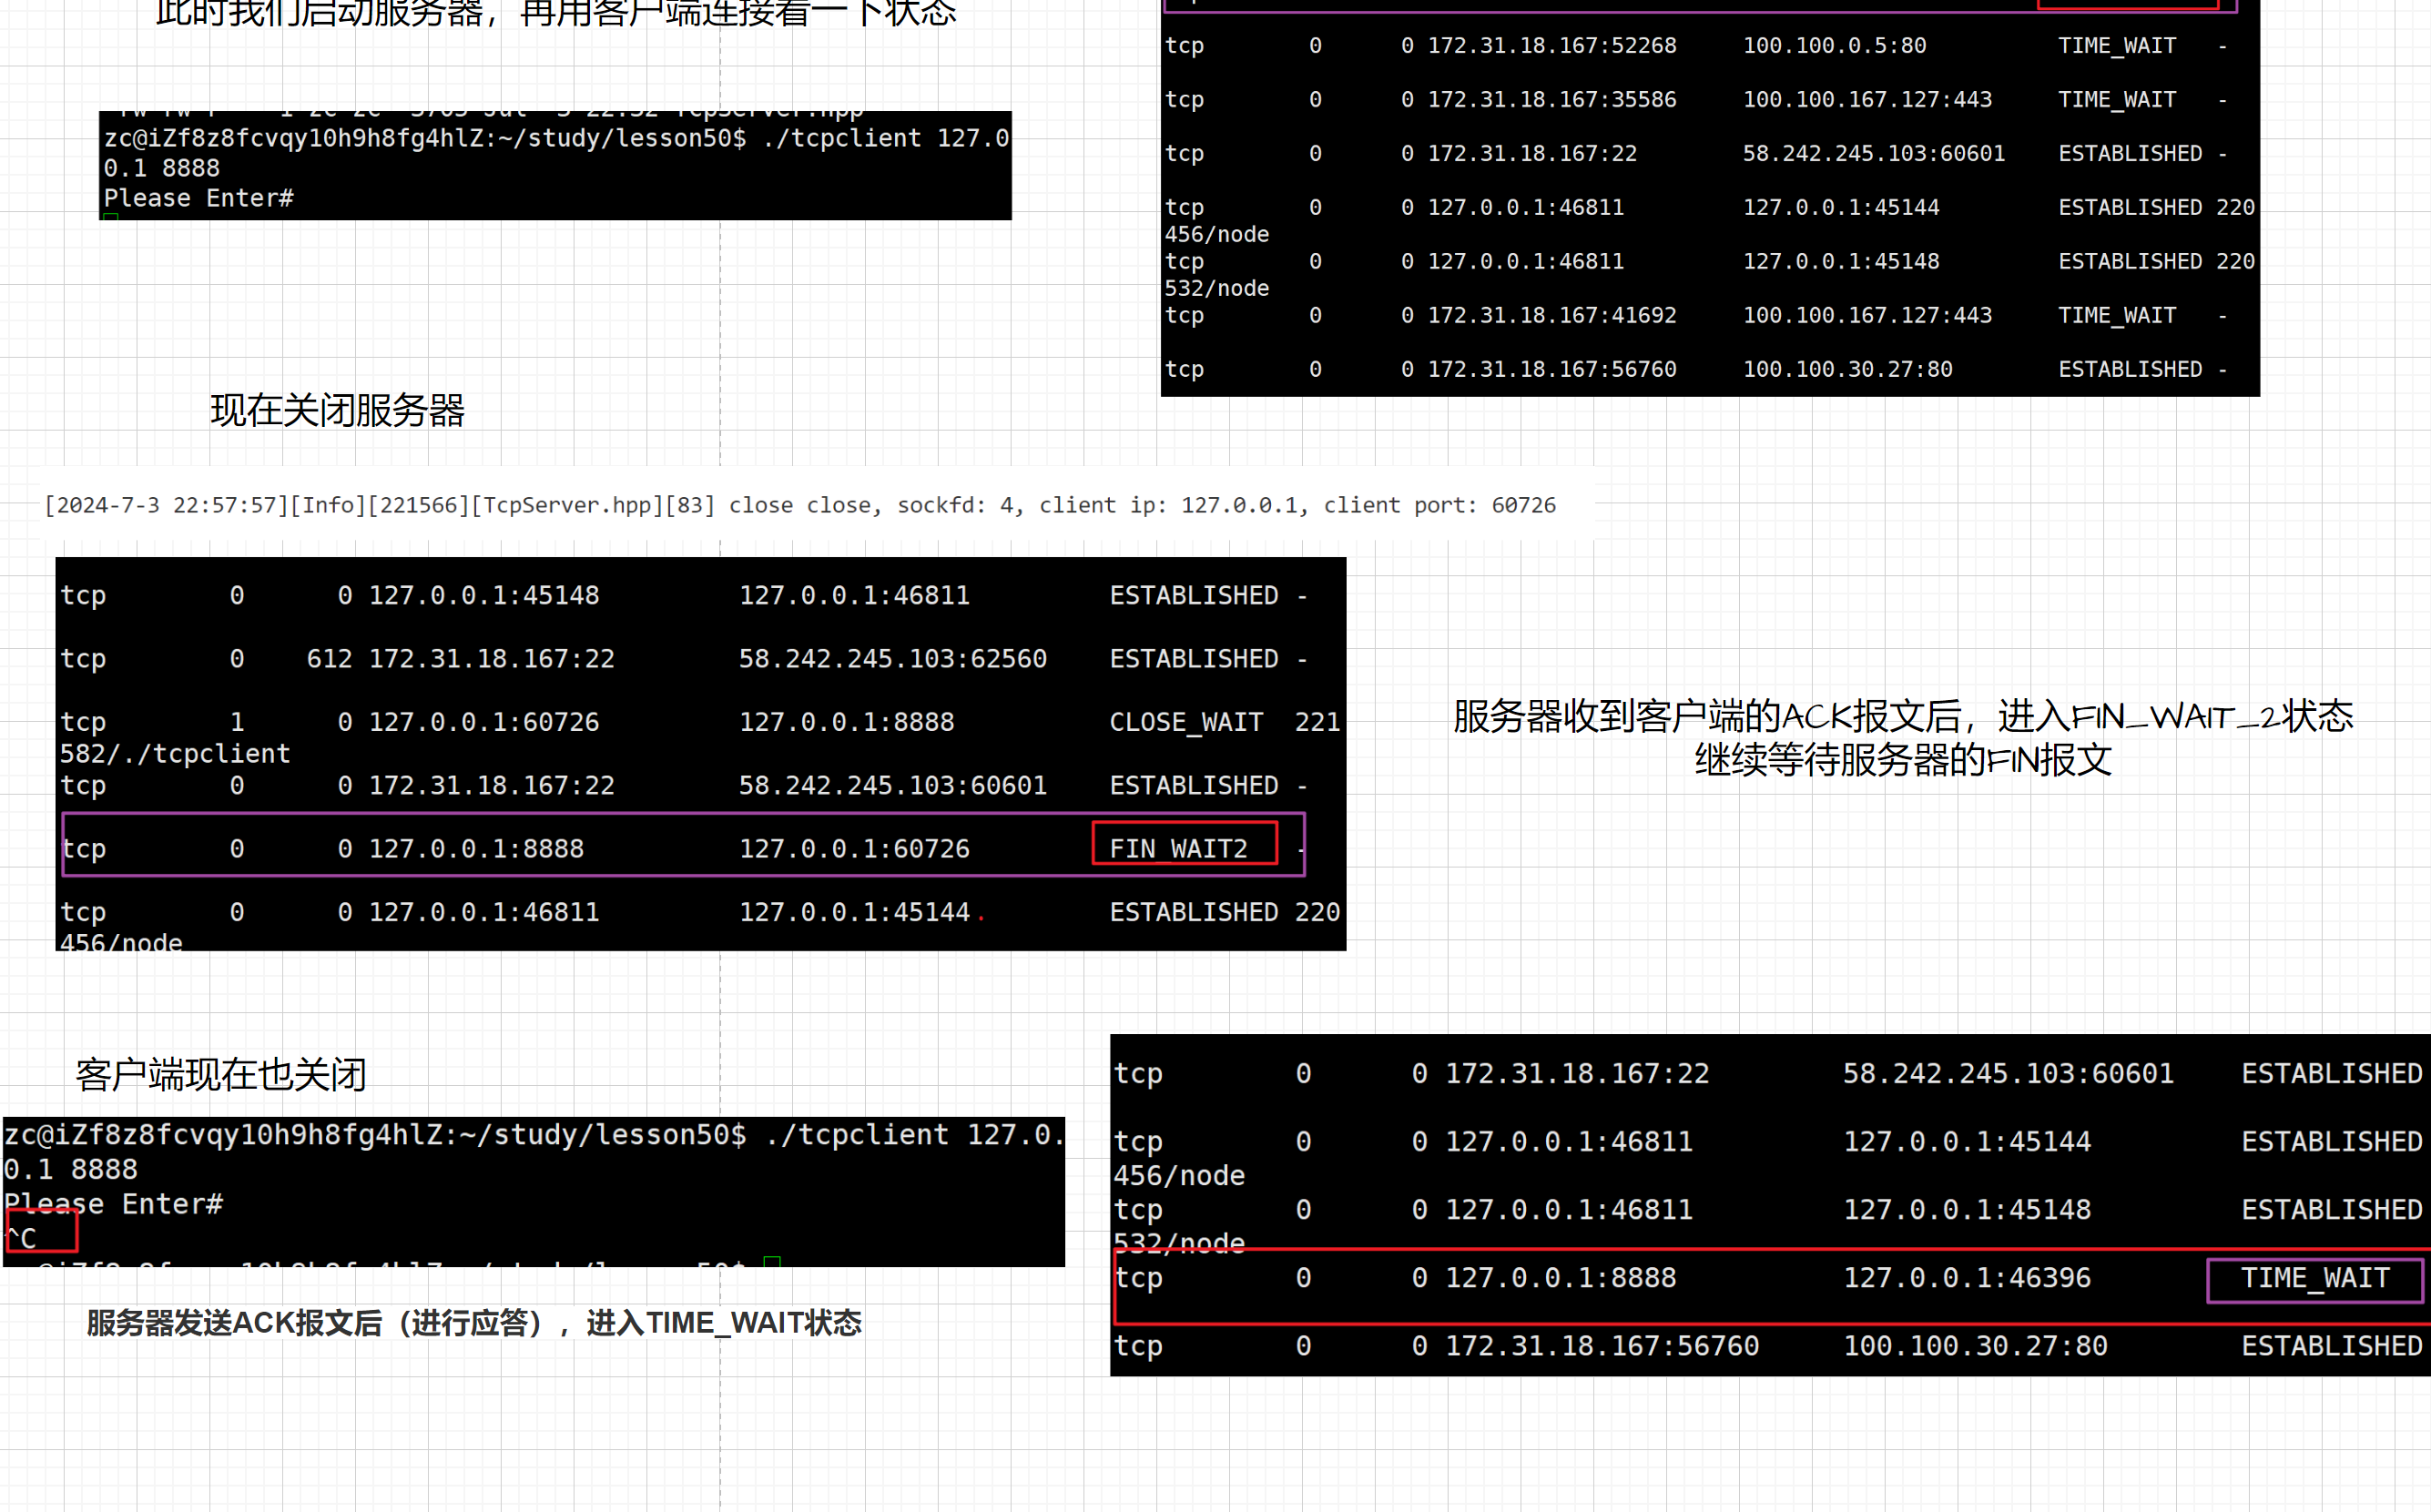 此时我们启动服务器，再用客户端连接看一下状态
zc@iZf8z8fcvqy10h9h8fg4hlZ:~/study/lesson50$ ./tcpclient 127.0
0.1 8888
Please Enter#
tcp 0 0 172.31.18.167:52268 100.100.0.5:80 TIME_WAIT -
tcp 0 0 172.31.18.167:35586 100.100.167.127:443 TIME_WAIT -
tcp 0 0 172.31.18.167:22 58.242.245.103:60601 ESTABLISHED -
tcp 0 0 127.0.0.1:46811 127.0.0.1:45144 ESTABLISHED 220
456/node
tcp 0 0 127.0.0.1:46811 127.0.0.1:45148 ESTABLISHED 220
532/node
tcp 0 0 172.31.18.167:41692 100.100.167.127:443 TIME_WAIT -
tcp 0 0 172.31.18.167:56760 100.100.30.27:80 ESTABLISHED -
现在关闭服务器
[2024-7-3 22:57:57][Info][221566][TcpServer.hpp][83] close close, sockfd: 4, client ip: 127.0.0.1, client port: 60726
tcp 0 0 127.0.0.1:45148 127.0.0.1:46811 ESTABLISHED -
tcp 0 612 172.31.18.167:22 58.242.245.103:62560 ESTABLISHED -
tcp 1 0 127.0.0.1:60726 127.0.0.1:8888 CLOSE_WAIT 221
582/./tcpclient
tcp 0 0 172.31.18.167:22 58.242.245.103:60601 ESTABLISHED -
tcp 0 0 127.0.0.1:8888 127.0.0.1:60726 FIN_WAIT2 -
tcp 0 0 127.0.0.1:46811 127.0.0.1:45144 ESTABLISHED 220
456/node
服务器收到客户端的ACK报文后，进入FIN_WAIT_2状态
继续等待服务器的FIN报文
客户端现在也关闭
zc@iZf8z8fcvqy10h9h8fg4hlZ:~/study/lesson50$ ./tcpclient 127.0.
0.1 8888
Please Enter#
^C
服务器发送ACK报文后（进行应答），进入TIME_WAIT状态
tcp 0 0 172.31.18.167:22 58.242.245.103:60601 ESTABLISHED
tcp 0 0 127.0.0.1:46811 127.0.0.1:45144 ESTABLISHED
456/node
tcp 0 0 127.0.0.1:46811 127.0.0.1:45148 ESTABLISHED
532/node
tcp 0 0 127.0.0.1:8888 127.0.0.1:46396 TIME_WAIT
tcp 0 0 172.31.18.167:56760 100.100.30.27:80 ESTABLISHED